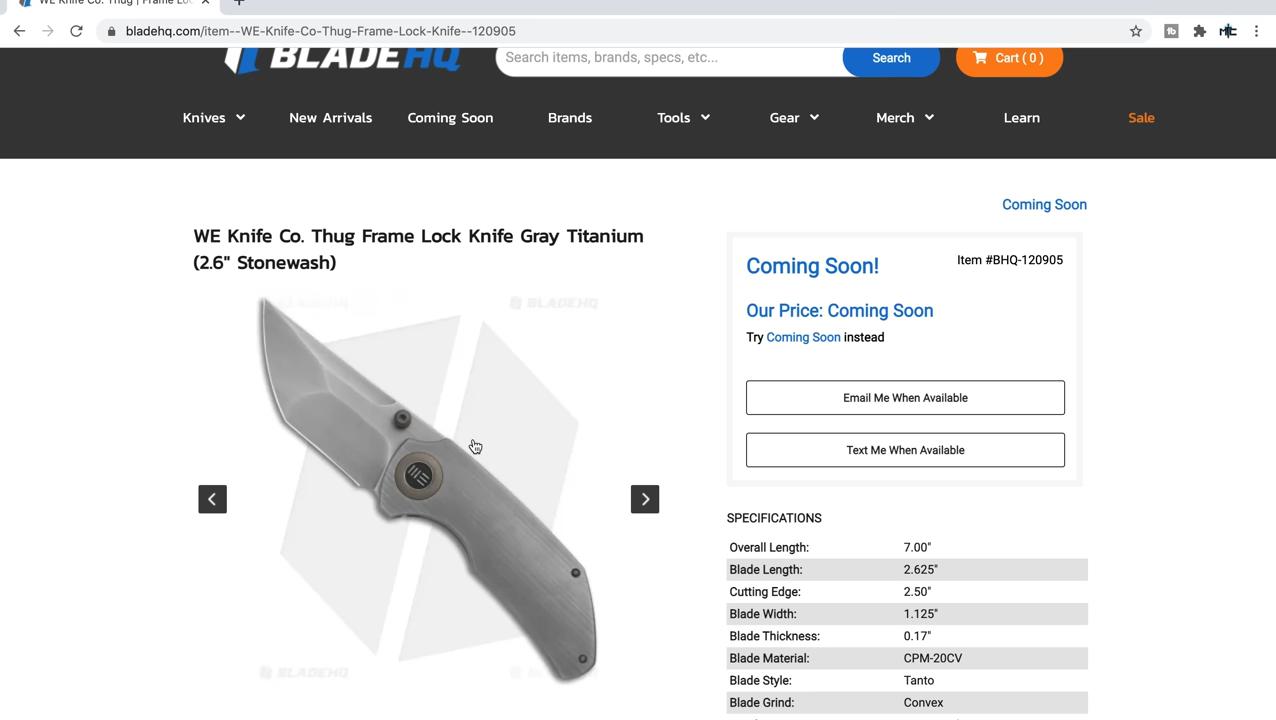 WE Knife Co. Thug | Frame Loc
bladehq.com/item--WE-Knife-Co-Thug-Frame-Lock-Knife--120905
BLADE HQ
Search items, brands, specs, etc...
Search
Cart ( 0 )
Knives
New Arrivals
Coming Soon
Brands
Tools
Gear
Merch
Learn
Sale
WE Knife Co. Thug Frame Lock Knife Gray Titanium
(2.6" Stonewash)
BLADEHQ
BLADEHQ
Coming Soon
Coming Soon!
Item #BHQ-120905
Our Price: Coming Soon
Try Coming Soon instead
Email Me When Available
Text Me When Available
SPECIFICATIONS
Overall Length: 7.00"
Blade Length: 2.625"
Cutting Edge: 2.50"
Blade Width: 1.125"
Blade Thickness: 0.17"
Blade Material: CPM-20CV
Blade Style: Tanto
Blade Grind: Convex